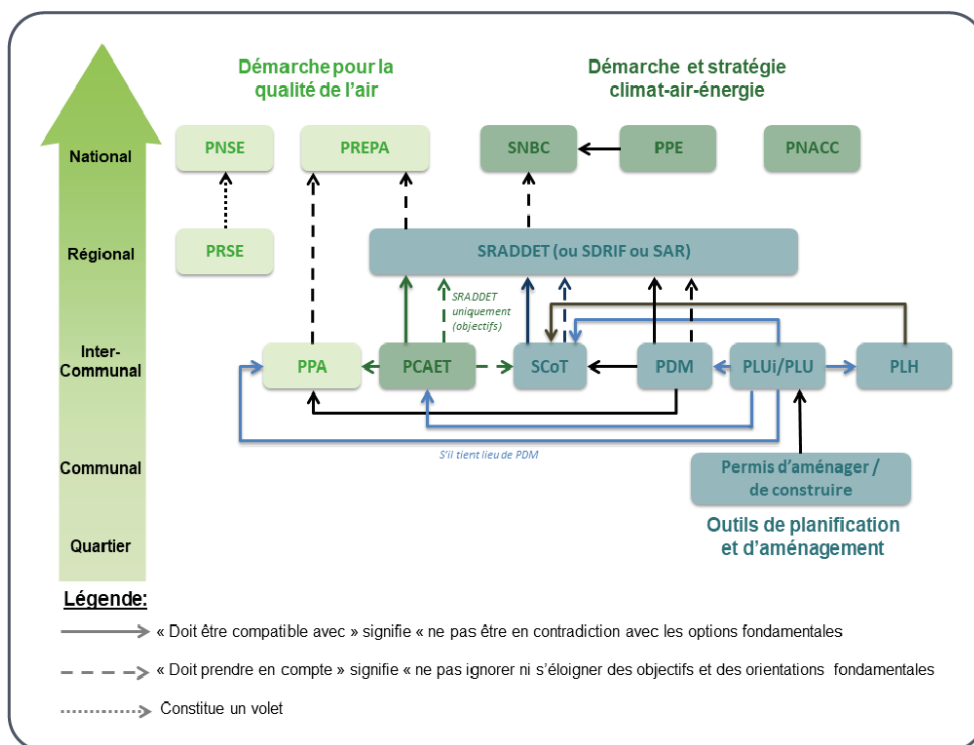 Démarche pour la
qualité de l'air
Démarche et stratégie
climat-air-énergie
National
PNSE
PREPA
SNBC
PPE
PNACC
Régional
PRSE
SRADDET (ou SDRIF ou SAR)
SRADDET
uniquement
(objectifs)
Inter-
Communal
PPA
PCAET
SCoT
PDM
PLUi/PLU
PLH
S'il tient lieu de PDM
Communal
Permis d'aménager /
de construire
Quartier
Outils de planification
et d'aménagement
Légende:
« Doit être compatible avec » signifie « ne pas être en contradiction avec les options fondamentales
« Doit prendre en compte » signifie « ne pas ignorer ni s'éloigner des objectifs et des orientations fondamentales
Constitue un volet